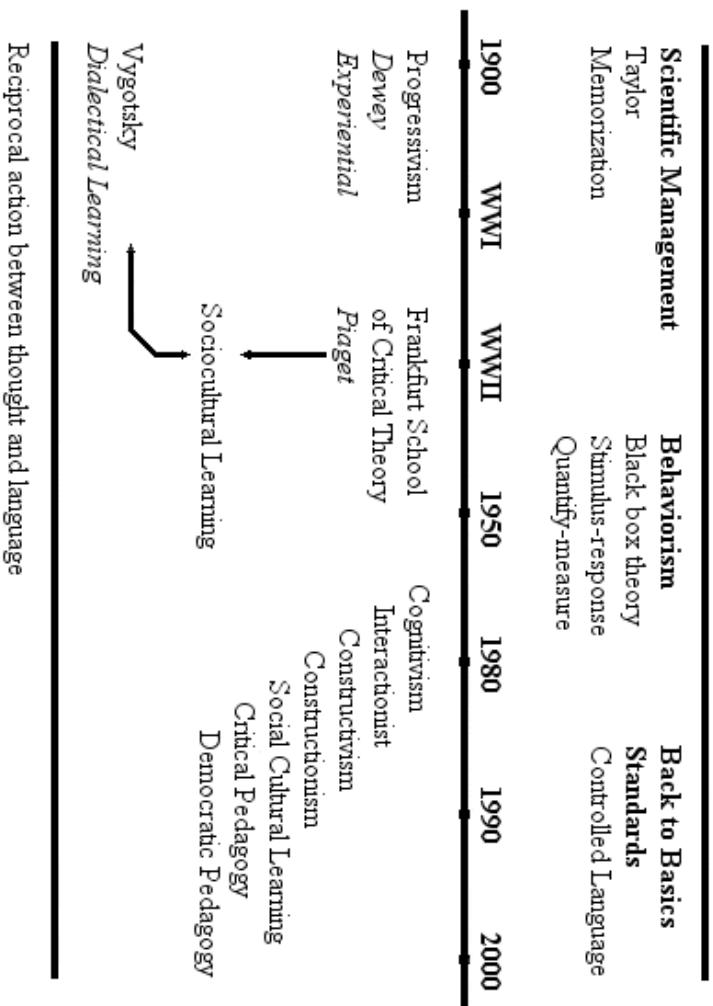 Scientific Management
Taylor
Memorization
Behaviorism
Black box theory
Stimulus-response
Quantify-measure
Back to Basics
Standards
Controlled Language
1900
WWI
WWII
1950
1980
1990
2000
Progressivism
Dewey
Experiential
Frankfurt School
of Critical Theory
Piaget
Cognitivism
Interactionist
Constructivism
Constructionism
Social Cultural Learning
Critical Pedagogy
Democratic Pedagogy
Sociocultural Learning
Vygotsky
Dialectical Learning
Reciprocal action between thought and language